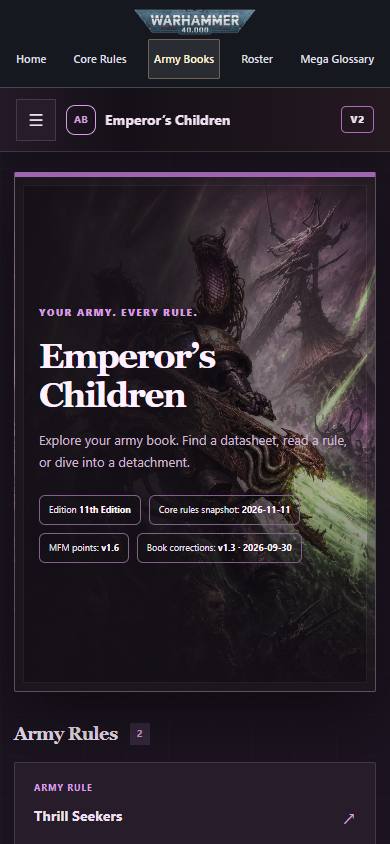 WARHAMMER
40,000
Home Core Rules Army Books Roster Mega Glossary
AB Emperor's Children V2
YOUR ARMY. EVERY RULE.
Emperor’s
Children
Explore your army book. Find a datasheet, read a rule,
or dive into a detachment.
Edition 11th Edition Core rules snapshot: 2026-11-11
MFM points: v1.6 Book corrections: v1.3 · 2026-09-30
Army Rules 2
ARMY RULE
Thrill Seekers ↗